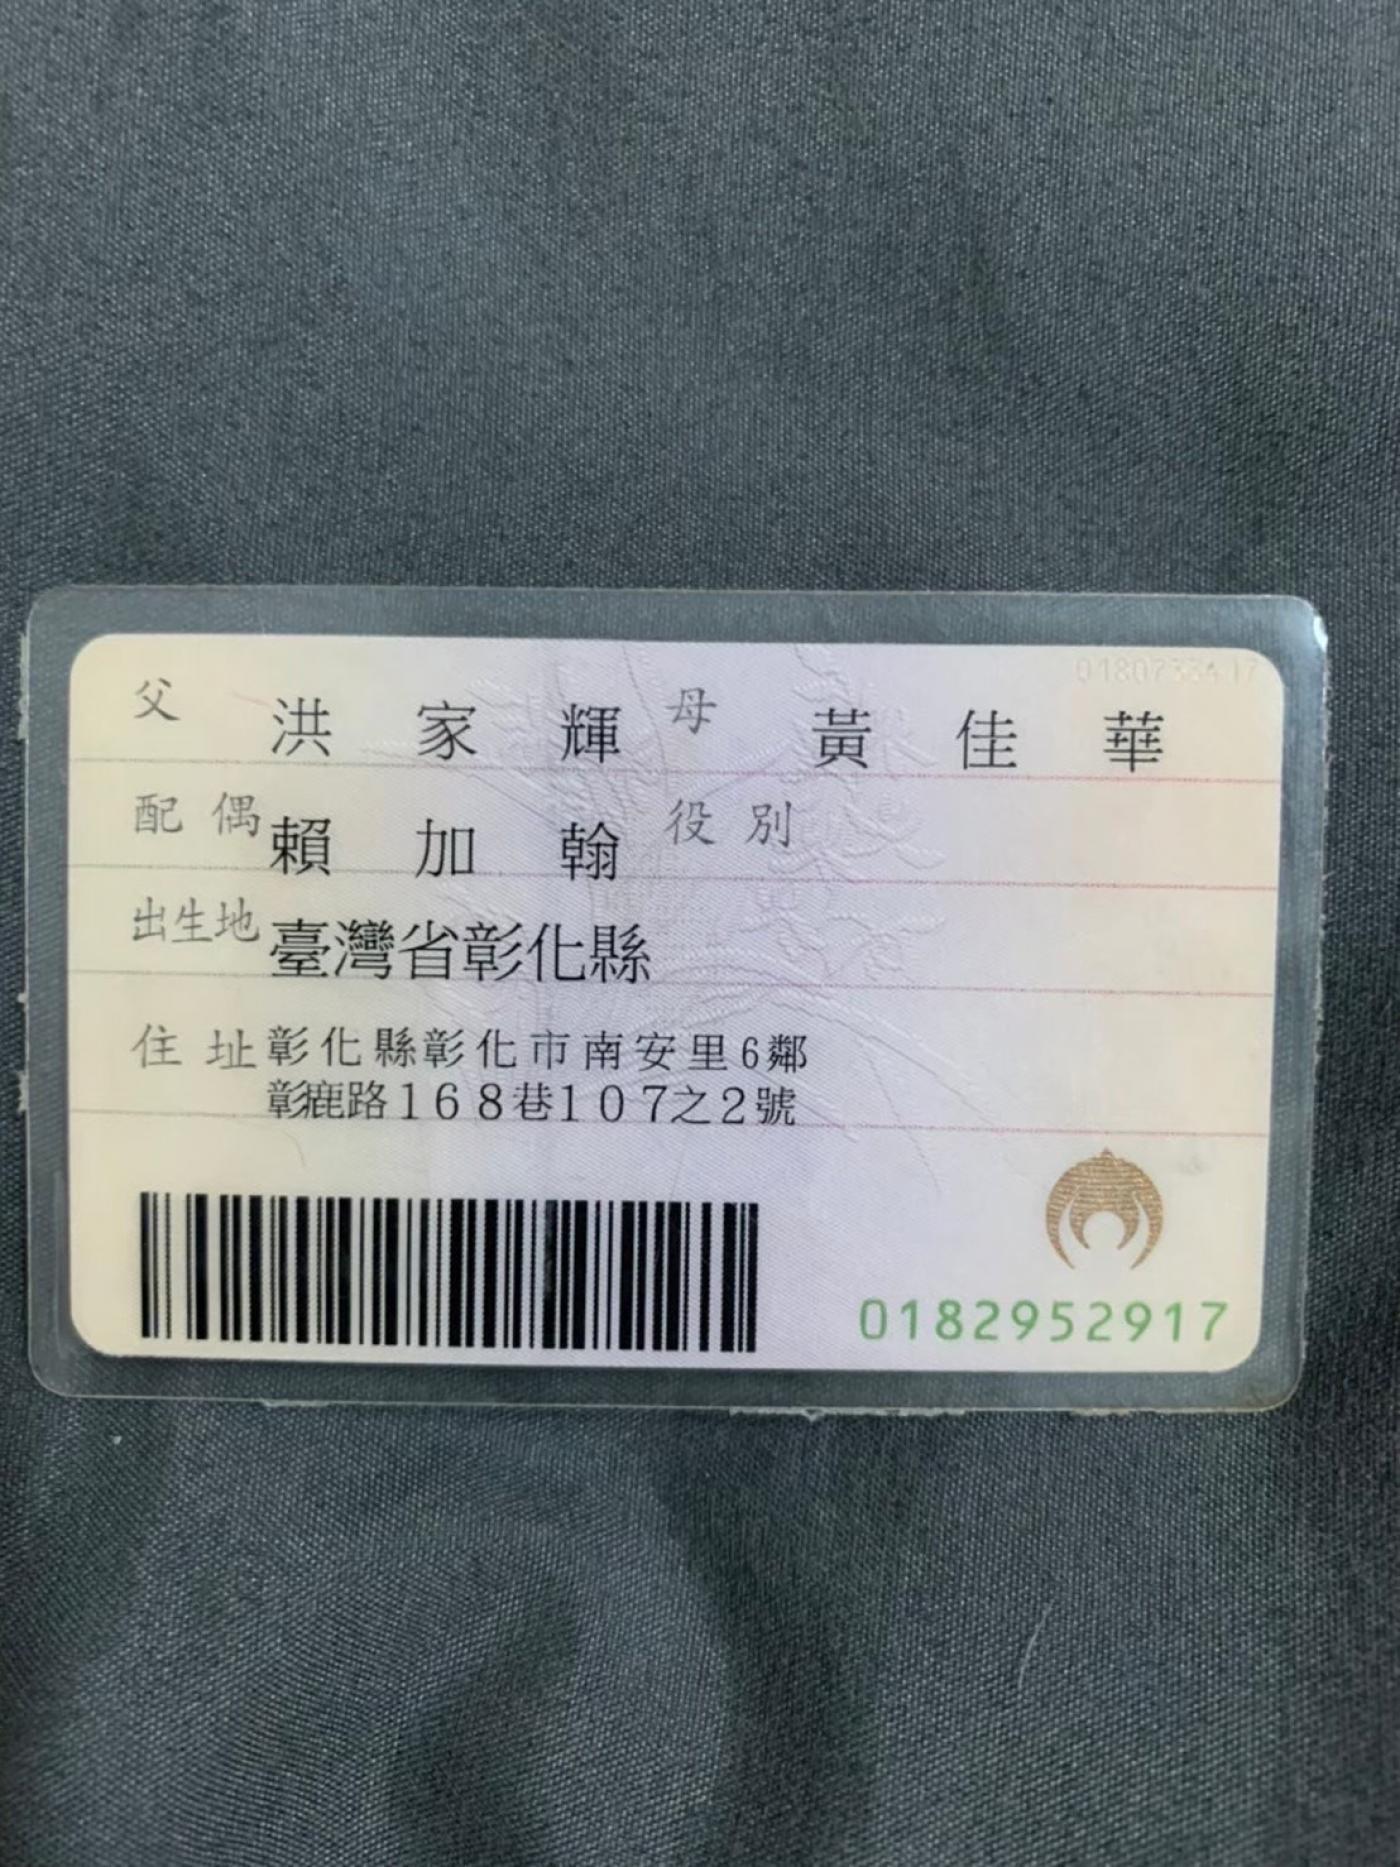 父 洪家輝 母 黃佳華
配偶 賴加翰 役別
出生地 臺灣省彰化縣
住址 彰化縣彰化市南安里6鄰
彰鹿路168巷107之2號
0182952917